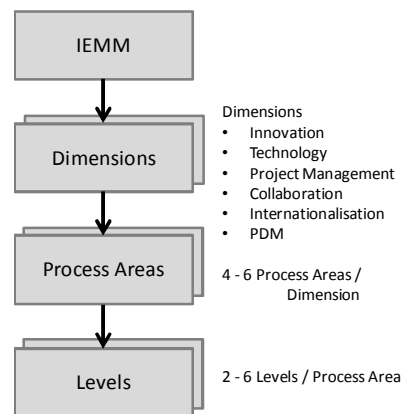 IEMM
Dimensions
Dimensions
• Innovation
• Technology
• Project Management
• Collaboration
• Internationalisation
• PDM
Process Areas
4 - 6 Process Areas /
Dimension
Levels
2 - 6 Levels / Process Area